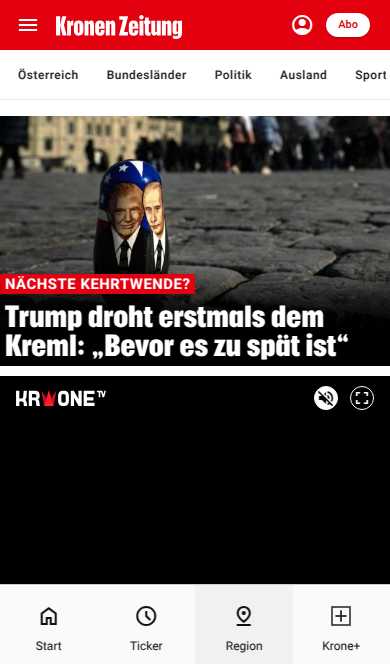 Kronen Zeitung
Abo
Österreich Bundesländer Politik Ausland Sport
NÄCHSTE KEHRTWENDE?
Trump droht erstmals dem
Kreml: „Bevor es zu spät ist“
KRONE TV
Start Ticker Region Krone+